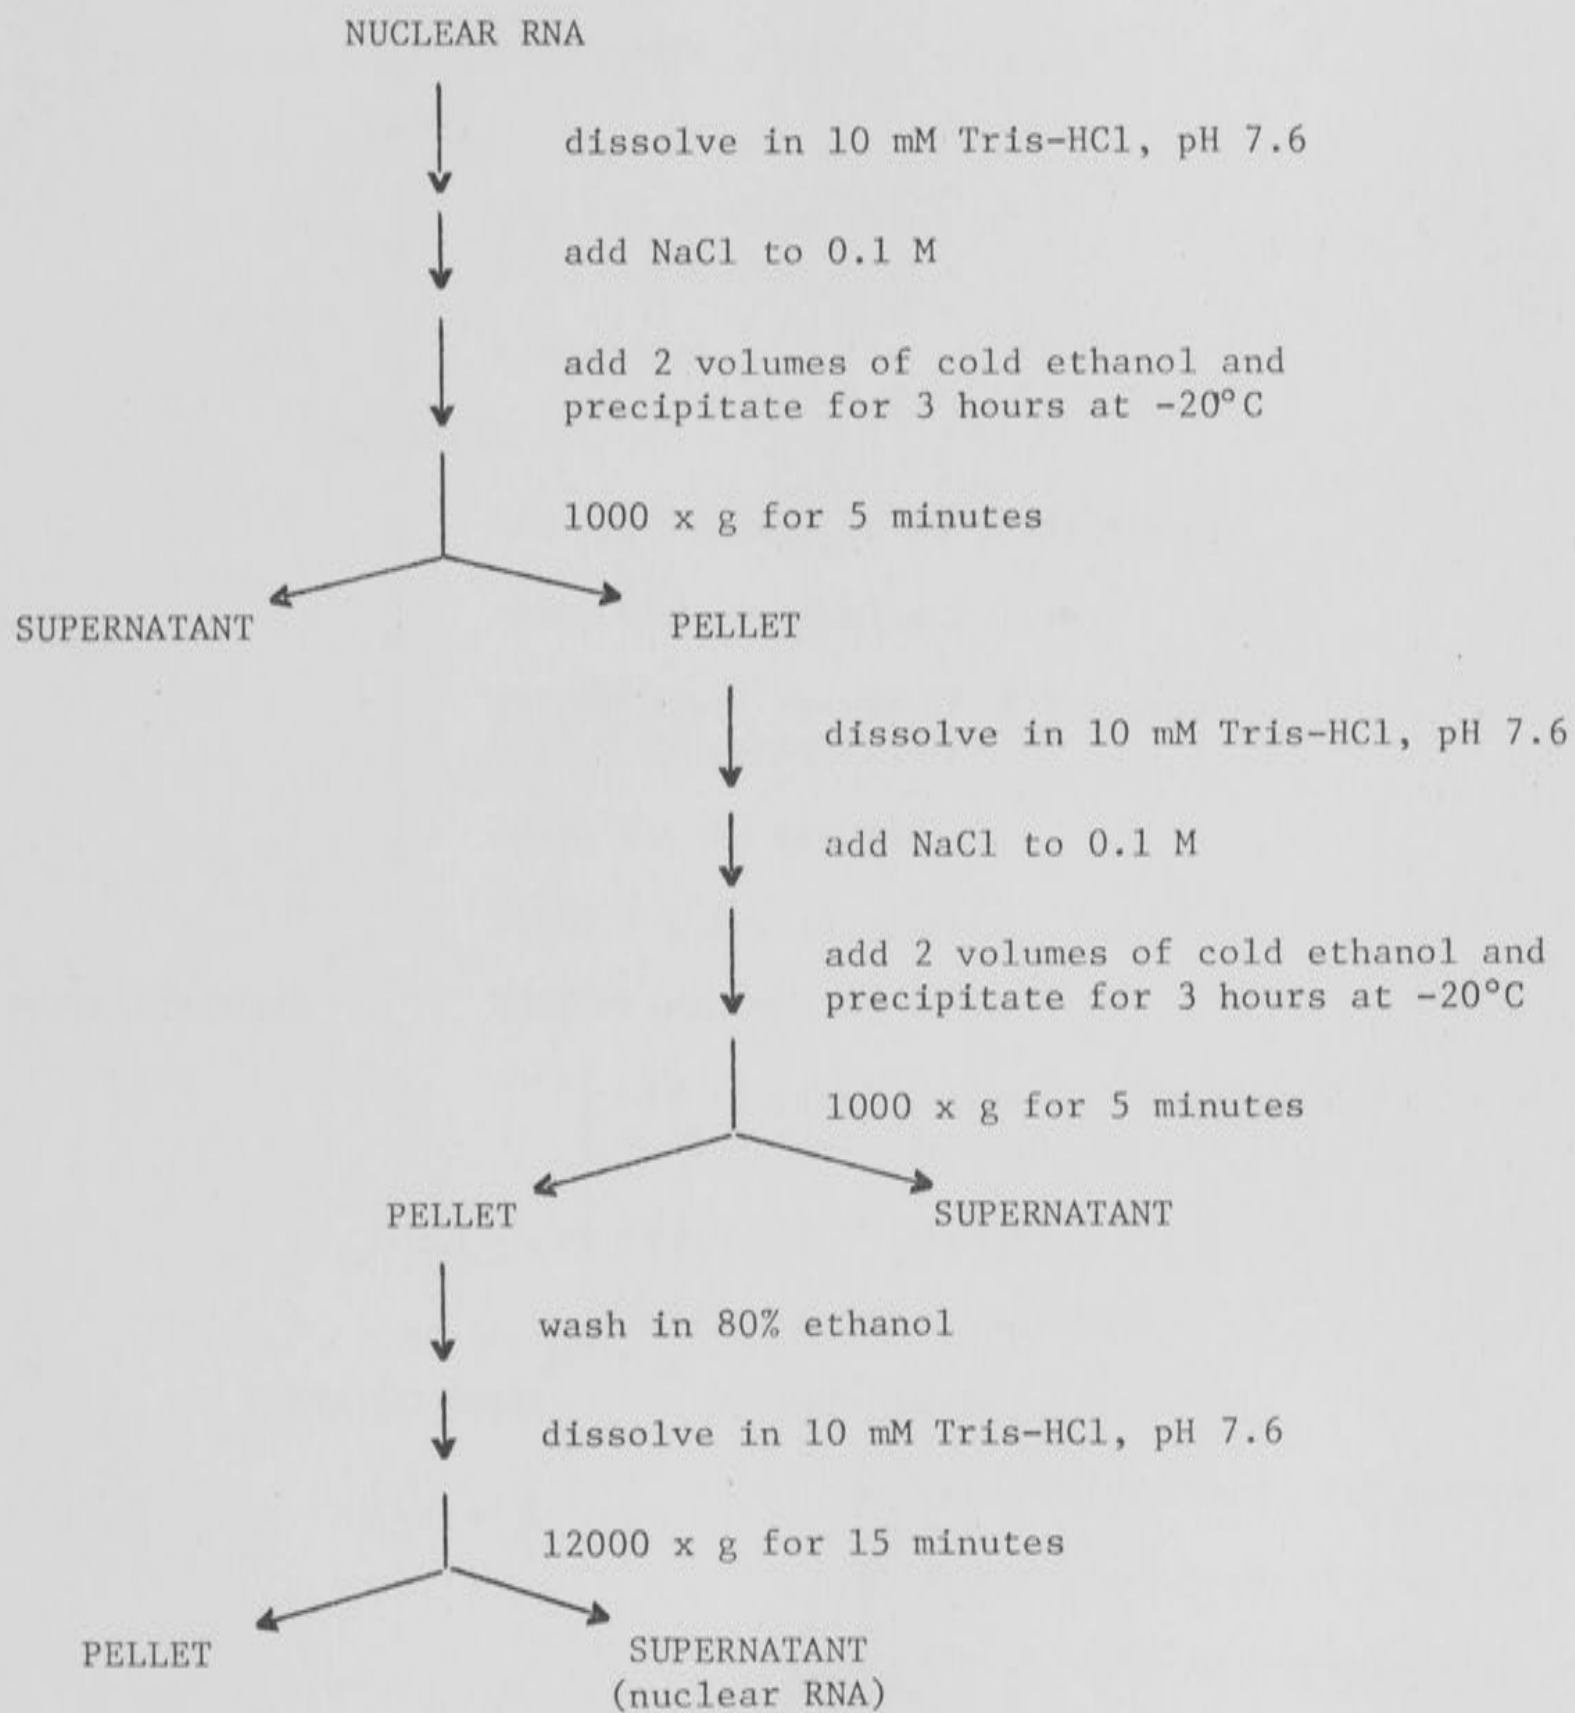 NUCLEAR RNA
dissolve in 10 mM Tris-HCl, pH 7.6
add NaCl to 0.1 M
add 2 volumes of cold ethanol and
precipitate for 3 hours at -20°C
1000 x g for 5 minutes
SUPERNATANT PELLET
dissolve in 10 mM Tris-HCl, pH 7.6
add NaCl to 0.1 M
add 2 volumes of cold ethanol and
precipitate for 3 hours at -20°C
1000 x g for 5 minutes
PELLET SUPERNATANT
wash in 80% ethanol
dissolve in 10 mM Tris-HCl, pH 7.6
12000 x g for 15 minutes
PELLET SUPERNATANT
(nuclear RNA)